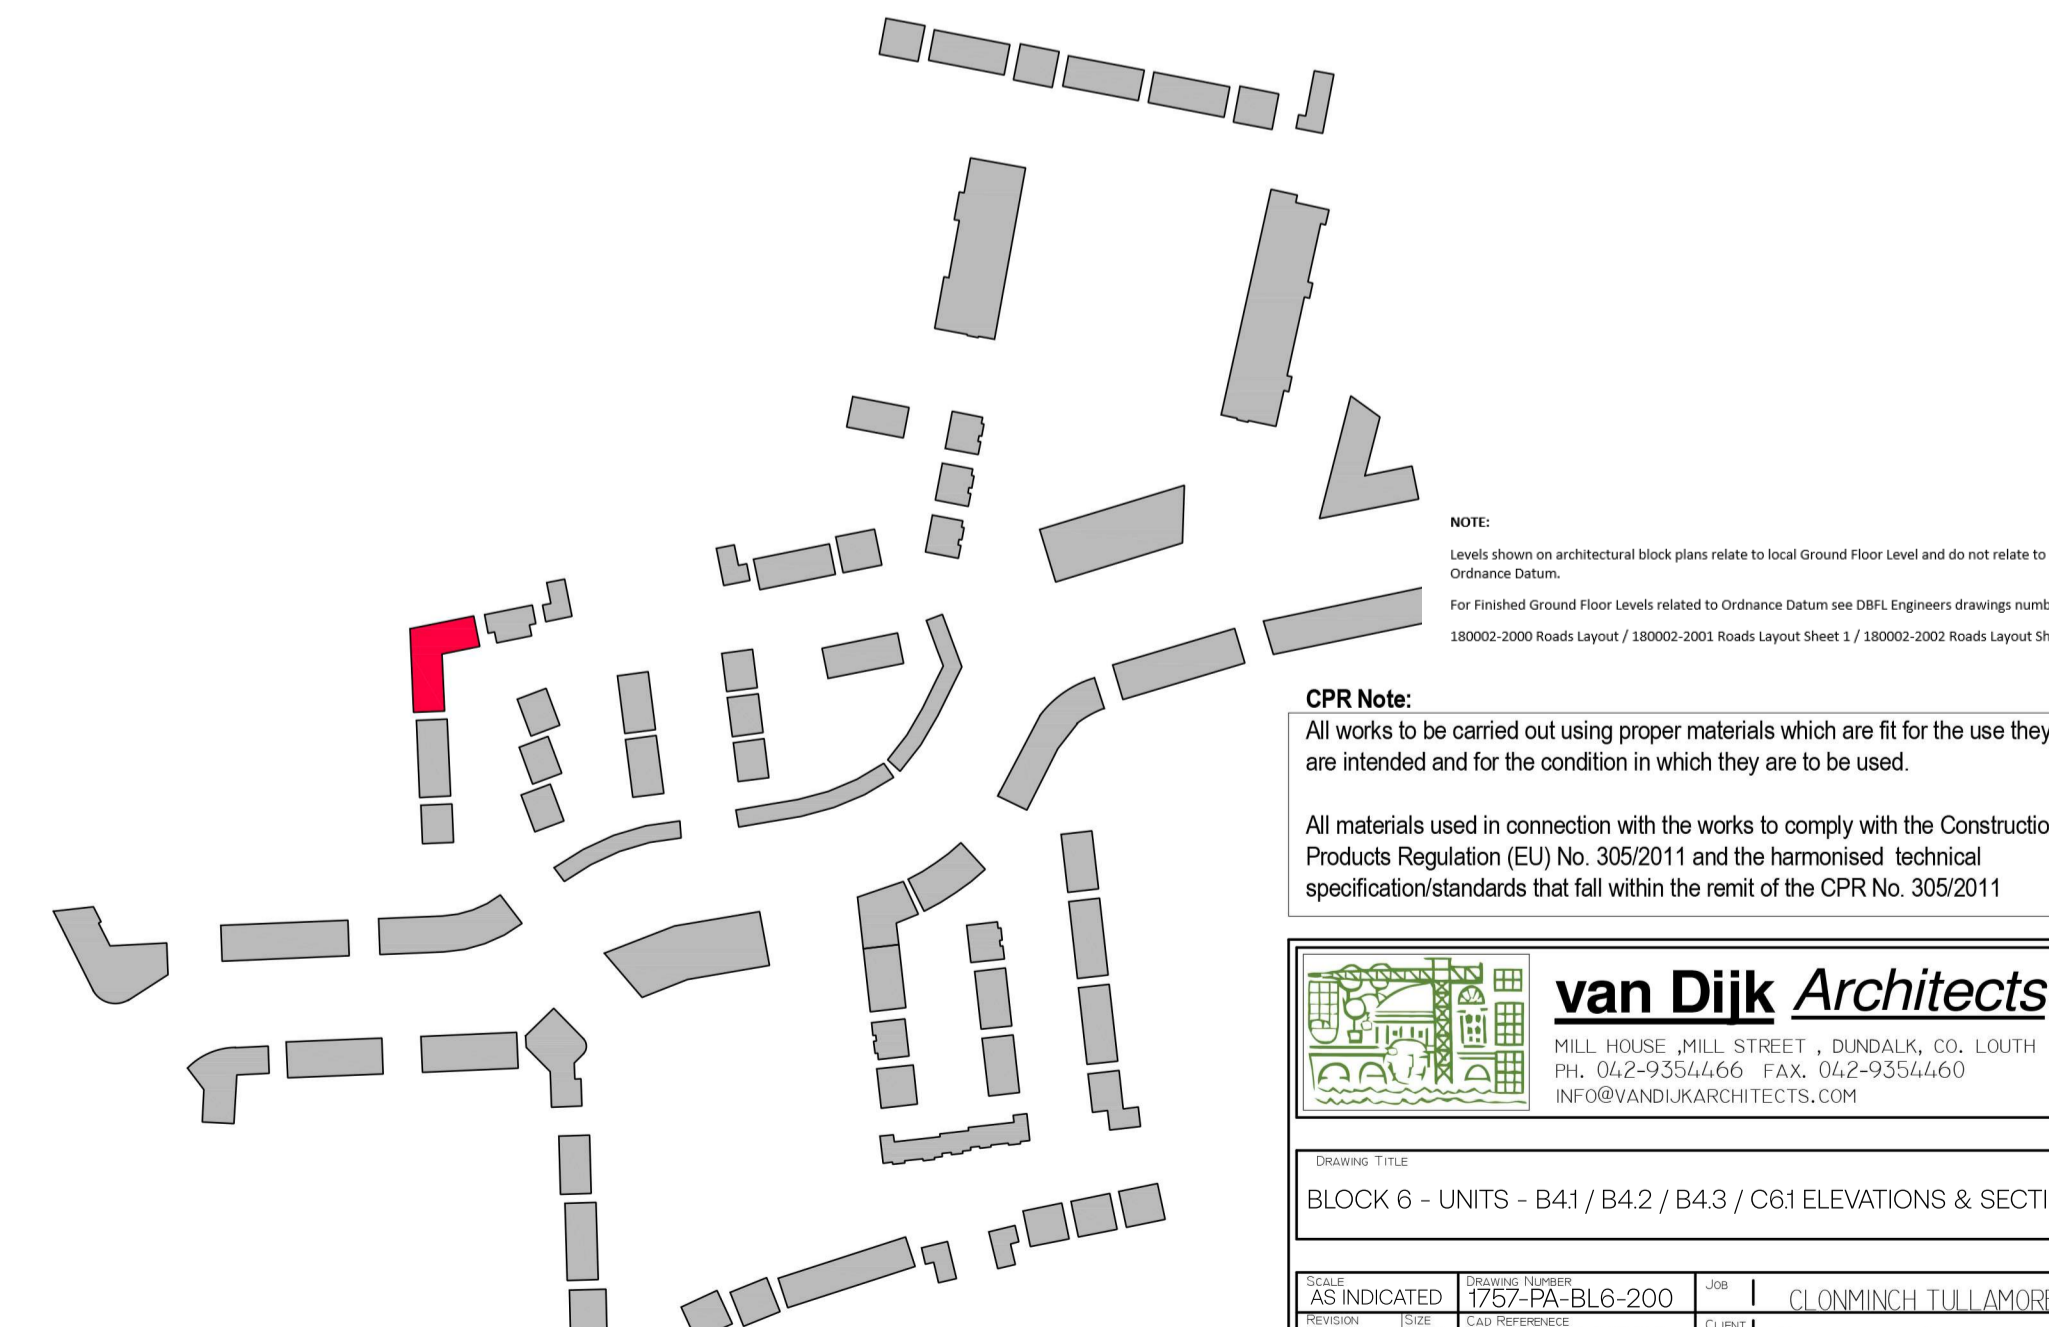 NOTE:
Levels shown on architectural block plans relate to local Ground Floor Level and do not relate to
Ordnance Datum.
For Finished Ground Floor Levels related to Ordnance Datum see DBFL Engineers drawings numb
180002-2000 Roads Layout / 180002-2001 Roads Layout Sheet 1 / 180002-2002 Roads Layout Sh
CPR Note:
All works to be carried out using proper materials which are fit for the use they
are intended and for the condition in which they are to be used.
All materials used in connection with the works to comply with the Constructio
Products Regulation (EU) No. 305/2011 and the harmonised technical
specification/standards that fall within the remit of the CPR No. 305/2011
van Dijk Architects
MILL HOUSE ,MILL STREET , DUNDALK, CO. LOUTH
PH. 042-9354466 FAX. 042-9354460
INFO@VANDIJKARCHITECTS.COM
DRAWING TITLE
BLOCK 6 - UNITS - B4.1 / B4.2 / B4.3 / C6.1 ELEVATIONS & SECTI
SCALE
AS INDICATED
DRAWING NUMBER
1757-PA-BL6-200
JOB
CLONMINCH TULLAMORE
REVISION
SIZE
CAD REFERENECE
CLIENT